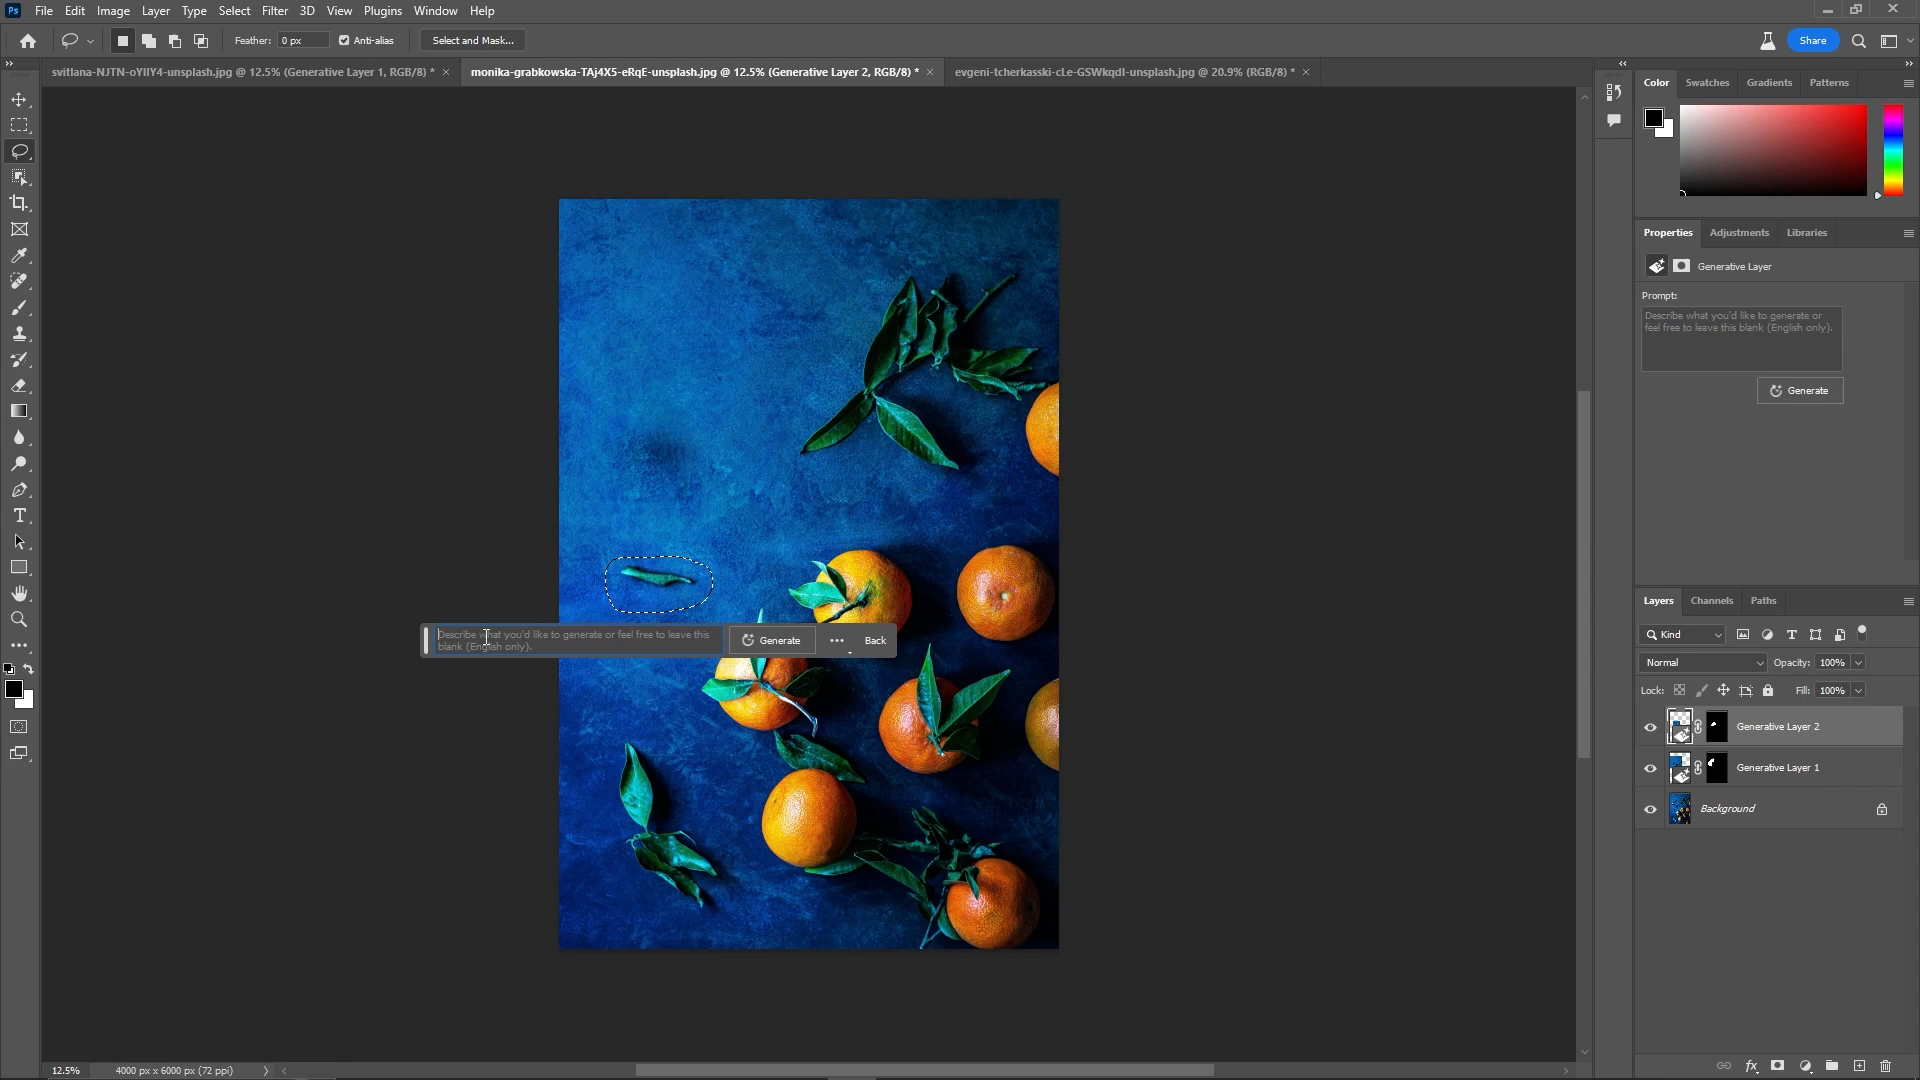 Ps File Edit Image Layer Type Select Filter 3D View Plugins Window Help
Feather: 0 px Anti-alias Select and Mask... Share
svitlana-NJTN-oYIIY4-unsplash.jpg @ 12.5% (Generative Layer 1, RGB/8) * × monika-grabkowska-TAj4X5-eRqE-unsplash.jpg @ 12.5% (Generative Layer 2, RGB/8) * × evgeni-tcherkasski-cLe-GSWkqdI-unsplash.jpg @ 20.9% (RGB/8) * ×
Color Swatches Gradients Patterns
Properties Adjustments Libraries
Generative Layer
Prompt:
Describe what you'd like to generate or
feel free to leave this blank (English only).
Generate
Describe what you'd like to generate or feel free to leave this
blank (English only).
Generate ... Back
Layers Channels Paths
Kind
Normal Opacity: 100%
Lock: Fill: 100%
Generative Layer 2
Generative Layer 1
Background
12.5% 4000 px x 6000 px (72 ppi)